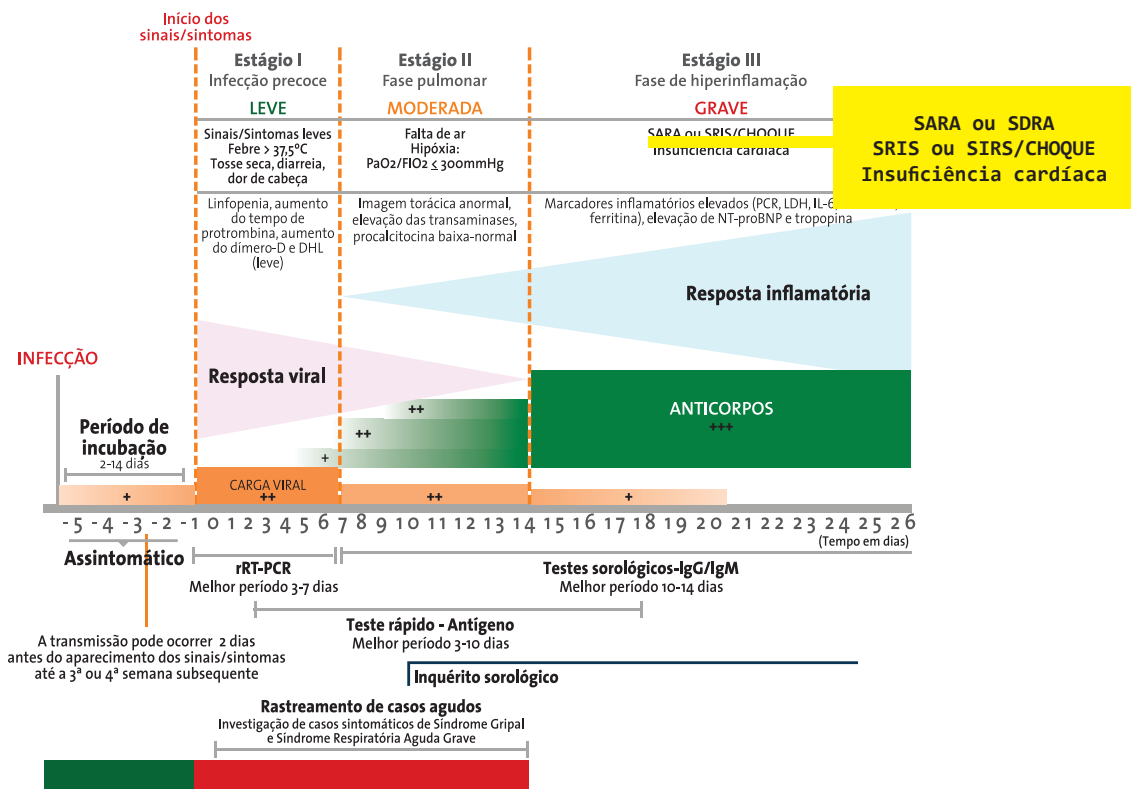 Início dos
sinais/sintomas
Estágio I
Infecção precoce
LEVE
Sinais/Sintomas leves
Febre > 37,5ºC
Tosse seca, diarreia,
dor de cabeça
Linfopenia, aumento
do tempo de
protrombina, aumento
do dímero-D e DHL
(leve)
Estágio II
Fase pulmonar
MODERADA
Falta de ar
Hipóxia:
PaO2/FIO2 ≤ 300mmHg
Imagem torácica anormal,
elevação das transaminases,
procalcitocina baixa-normal
Estágio III
Fase de hiperinflamação
GRAVE
SARA ou SRIS/CHOQUE
Insuficiência cardíaca
Marcadores inflamatórios elevados (PCR, LDH, IL-6
ferritina), elevação de NT-proBNP e tropopina
SARA ou SDRA
SRIS ou SIRS/CHOQUE
Insuficiência cardíaca
Resposta inflamatória
Resposta viral
INFECÇÃO
Período de
incubação
2-14 dias
ANTICORPOS
+++
++
++
+
CARGA VIRAL
+ ++ ++ +
-5 -4 -3 -2 -1 0 1 2 3 4 5 6 7 8 9 10 11 12 13 14 15 16 17 18 19 20 21 22 23 24 25 26
(Tempo em dias)
Assintomático
rRT-PCR
Melhor período 3-7 dias
Testes sorológicos-IgG/IgM
Melhor período 10-14 dias
Teste rápido - Antígeno
Melhor período 3-10 dias
A transmissão pode ocorrer 2 dias
antes do aparecimento dos sinais/sintomas
até a 3ª ou 4ª semana subsequente
Inquérito sorológico
Rastreamento de casos agudos
Investigação de casos sintomáticos de Síndrome Gripal
e Síndrome Respiratória Aguda Grave